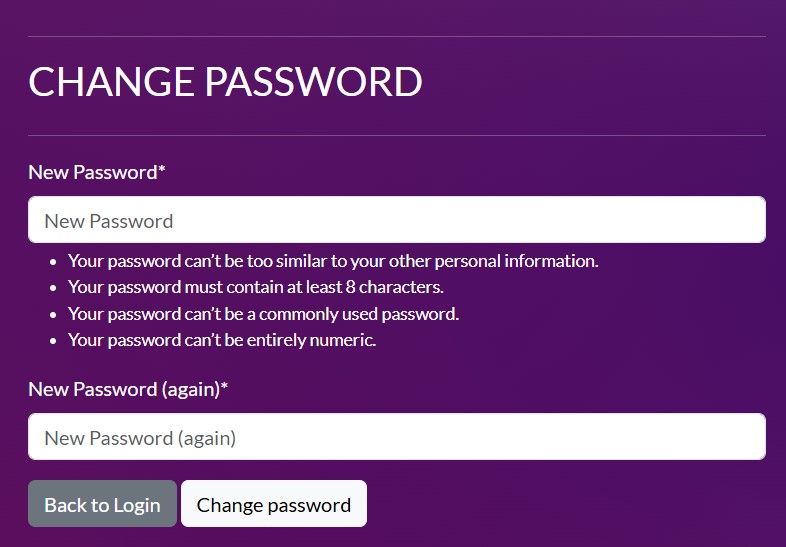 CHANGE PASSWORD
New Password*
New Password
• Your password can’t be too similar to your other personal information.
• Your password must contain at least 8 characters.
• Your password can’t be a commonly used password.
• Your password can’t be entirely numeric.
New Password (again)*
New Password (again)
Back to Login Change password